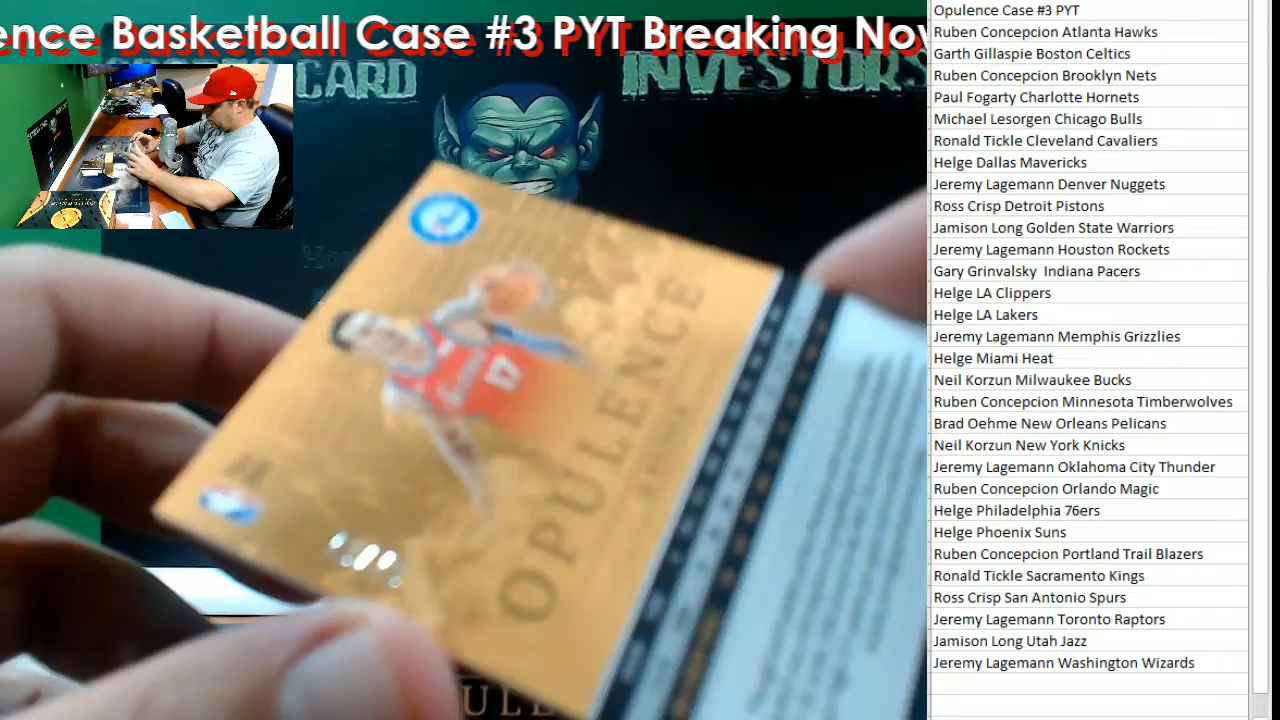 ence Basketball Case #3 PYT Breaking Nov
CARD INVESTORS
17
OPULENCE
Opulence Case #3 PYT
Ruben Concepcion Atlanta Hawks
Garth Gillaspie Boston Celtics
Ruben Concepcion Brooklyn Nets
Paul Fogarty Charlotte Hornets
Michael Lesorgen Chicago Bulls
Ronald Tickle Cleveland Cavaliers
Helge Dallas Mavericks
Jeremy Lagemann Denver Nuggets
Ross Crisp Detroit Pistons
Jamison Long Golden State Warriors
Jeremy Lagemann Houston Rockets
Gary Grinvalsky  Indiana Pacers
Helge LA Clippers
Helge LA Lakers
Jeremy Lagemann Memphis Grizzlies
Helge Miami Heat
Neil Korzun Milwaukee Bucks
Ruben Concepcion Minnesota Timberwolves
Brad Oehme New Orleans Pelicans
Neil Korzun New York Knicks
Jeremy Lagemann Oklahoma City Thunder
Ruben Concepcion Orlando Magic
Helge Philadelphia 76ers
Helge Phoenix Suns
Ruben Concepcion Portland Trail Blazers
Ronald Tickle Sacramento Kings
Ross Crisp San Antonio Spurs
Jeremy Lagemann Toronto Raptors
Jamison Long Utah Jazz
Jeremy Lagemann Washington Wizards